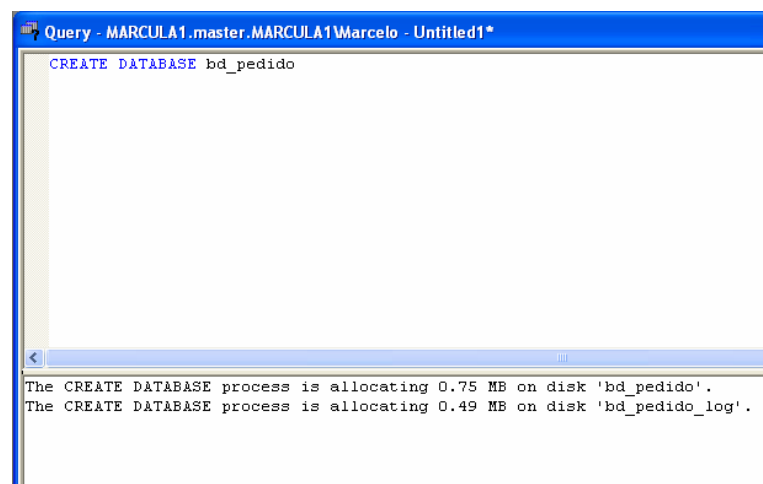 Query - MARCULA1.master.MARCULA1\Marcelo - Untitled1*
CREATE DATABASE bd_pedido
The CREATE DATABASE process is allocating 0.75 MB on disk 'bd_pedido'.
The CREATE DATABASE process is allocating 0.49 MB on disk 'bd_pedido_log'.